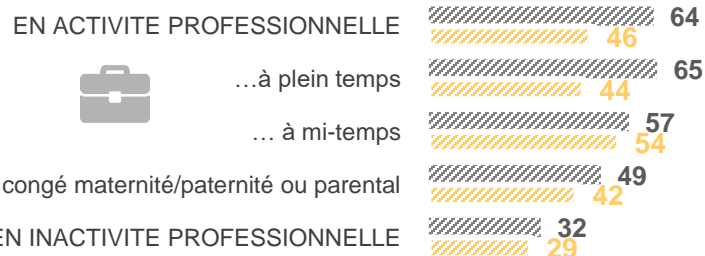 EN ACTIVITE PROFESSIONNELLE 64
46
…à plein temps 65
44
… à mi-temps 57
54
congé maternité/paternité ou parental 49
42
EN INACTIVITE PROFESSIONNELLE 32
29